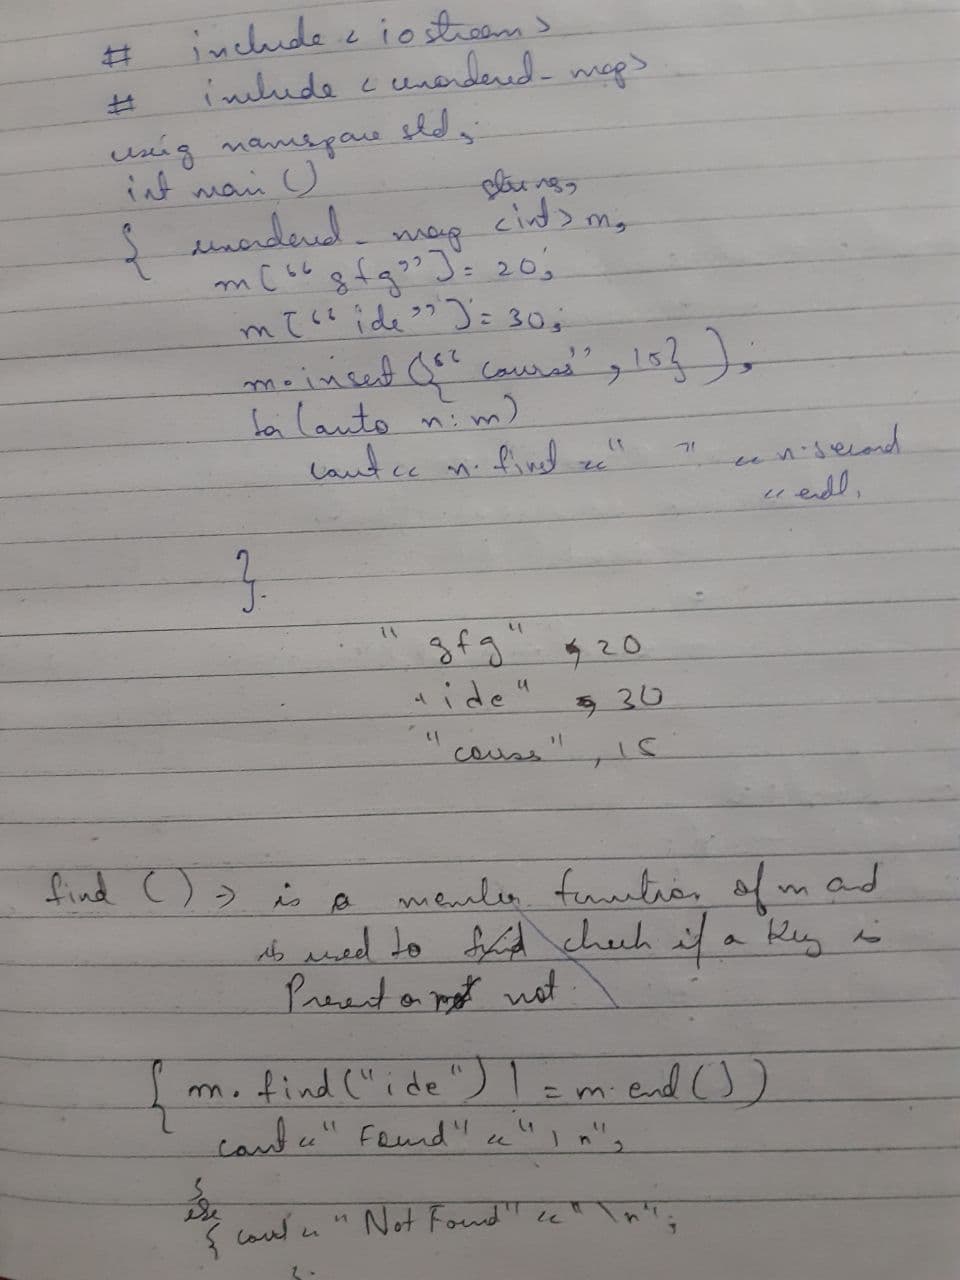 # include < iostream >
# include < unordered_map >
using namespace std;
int main ()
string,
{ unordered_map <int> m;
m[“gfg”] = 20;
m[“ide”] = 30;
m.insert ({“courses”, 15});
for (auto n : m)
cout << n.first << " " << n.second
<< endl;
}.
"gfg" , 20
"ide" , 30
"course", 15
find () → is a member function of m and
is used to find check if a key is
Present or not not
{ m.find("ide") != m.end())
cout << "Found" << "\n";
}
else
{ cout << "Not Found" << "\n";
}.